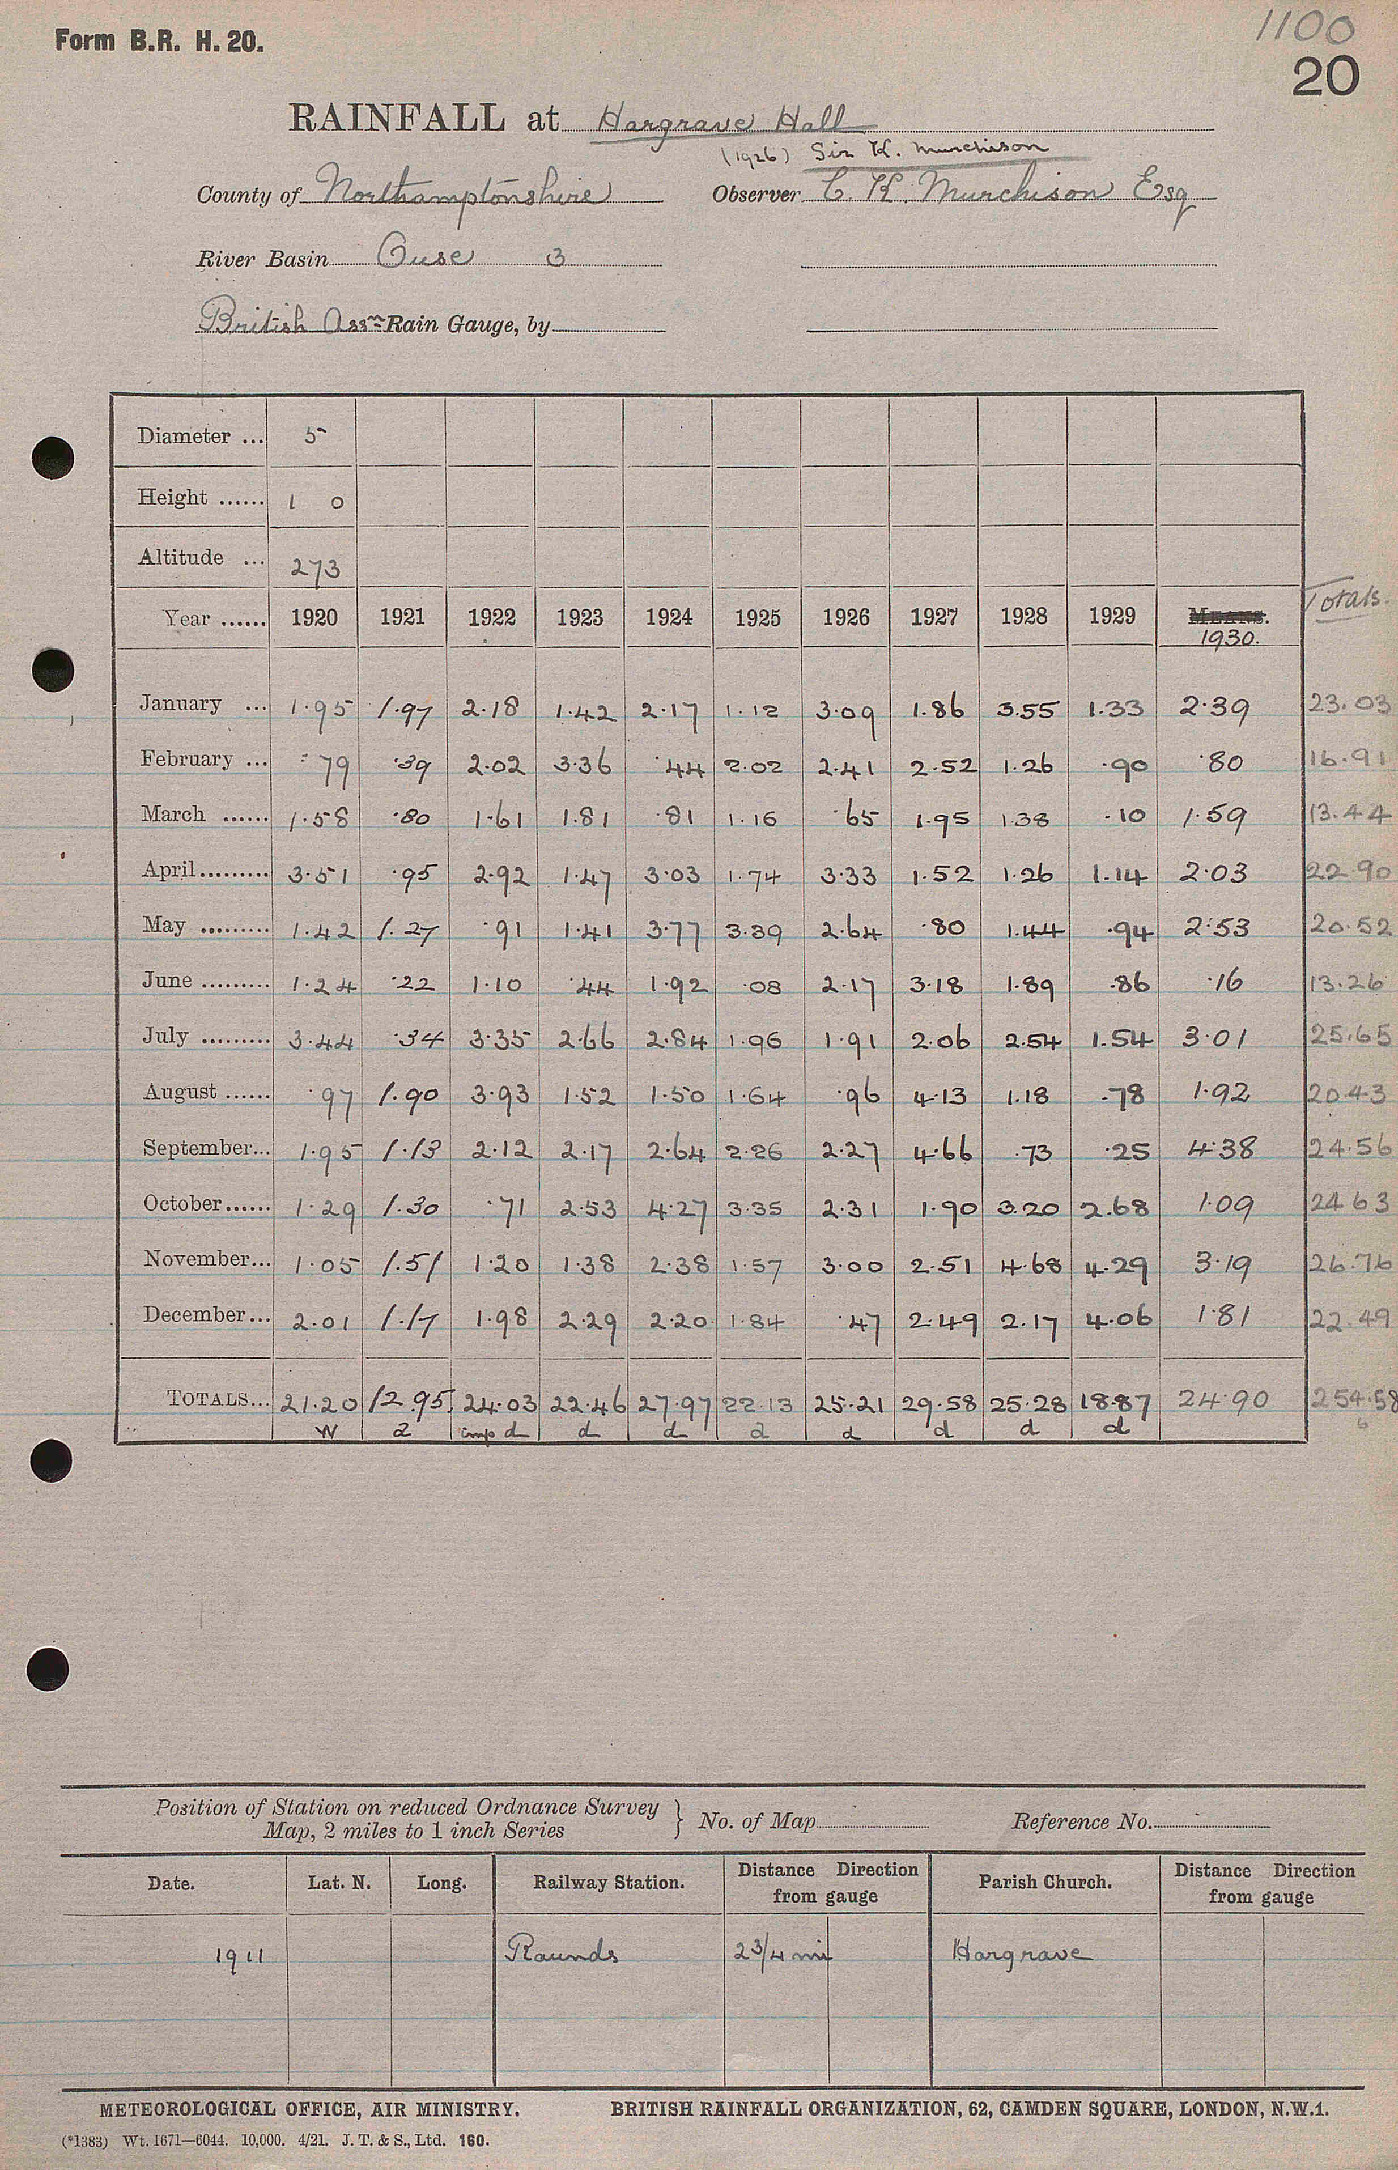 1100
Form B.R. H. 20.
20
RAINFALL at Hargrave Hall
(1926) Sir K. Murchison
County of Northamptonshire Observer C. K. Murchison Esq
River Basin Ouse 3
British Assn Rain Gauge, by
Diameter ... 5
Height ...... 1 0
Altitude ... 273
Totals.
Year ...... 1920 1921 1922 1923 1924 1925 1926 1927 1928 1929 MEANS.
1930.
January ... 1.95 1.97 2.18 1.42 2.17 1.12 3.09 1.86 3.55 1.33 2.39 23.03
February ... .79 .39 2.02 3.36 .44 2.02 2.41 2.52 1.26 .90 .80 16.91
March ...... 1.58 .80 1.61 1.81 .81 1.16 .65 1.95 1.38 .10 1.59 13.44
April......... 3.51 .95 2.92 1.47 3.03 1.74 3.33 1.52 1.26 1.14 2.03 22.90
May ......... 1.42 1.27 .91 1.41 3.77 3.39 2.64 .80 1.44 .94 2.53 20.52
June ......... 1.24 .22 1.10 .44 1.92 .08 2.17 3.18 1.89 .86 .16 13.26
July ......... 3.44 .34 3.35 2.66 2.84 1.96 1.91 2.06 2.54 1.54 3.01 25.65
August ...... .97 1.90 3.93 1.52 1.50 1.64 .96 4.13 1.18 .78 1.92 20.43
September... 1.95 1.13 2.12 2.17 2.64 2.26 2.27 4.66 .73 .25 4.38 24.56
October...... 1.29 1.30 .71 2.53 4.27 3.35 2.31 1.90 3.20 2.68 1.09 24.63
November... 1.05 1.51 1.20 1.38 2.38 1.57 3.00 2.51 4.68 4.29 3.19 26.76
December... 2.01 1.17 1.98 2.29 2.20 1.84 .47 2.49 2.17 4.06 1.81 22.49
TOTALS... 21.20 12.95 24.03 22.46 27.97 22.13 25.21 29.58 25.28 18.87 24.90 254.58
W d comp d d d d d d d d 6
Position of Station on reduced Ordnance Survey
Map, 2 miles to 1 inch Series } No. of Map Reference No.
Date. Lat. N. Long. Railway Station. Distance Direction from gauge Parish Church. Distance Direction from gauge
1911 Raunds 2 3/4 mi Hargrave
METEOROLOGICAL OFFICE, AIR MINISTRY. BRITISH RAINFALL ORGANIZATION, 62, CAMDEN SQUARE, LONDON, N.W.1.
(*1383) Wt. 1671—6044. 10,000. 4/21. J. T. & S., Ltd. 160.